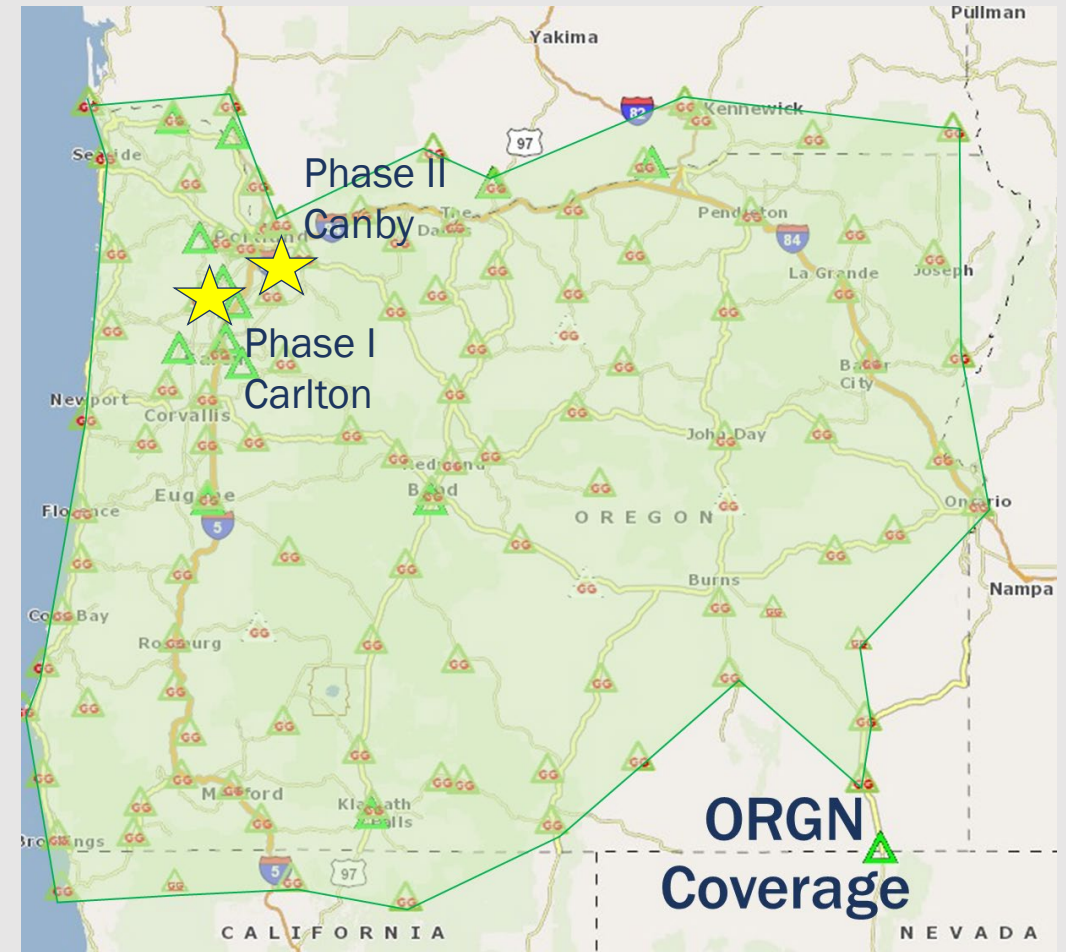 Pullman
Yakima
82
Kennewick
97
Seaside
Phase II
Canby
Portland
The
Dalles
Pendleton
84
La Grande
Joseph
Phase I
Carlton
Baker
City
Newport
Corvallis
John Day
Redmond
Bend
Eugene
OREGON
Ontario
Florence
5
Burns
Nampa
Coos Bay
Roseburg
Medford
Klamath
Falls
ORGN
Coverage
Brookings
5
97
CALIFORNIA
NEVADA
GG